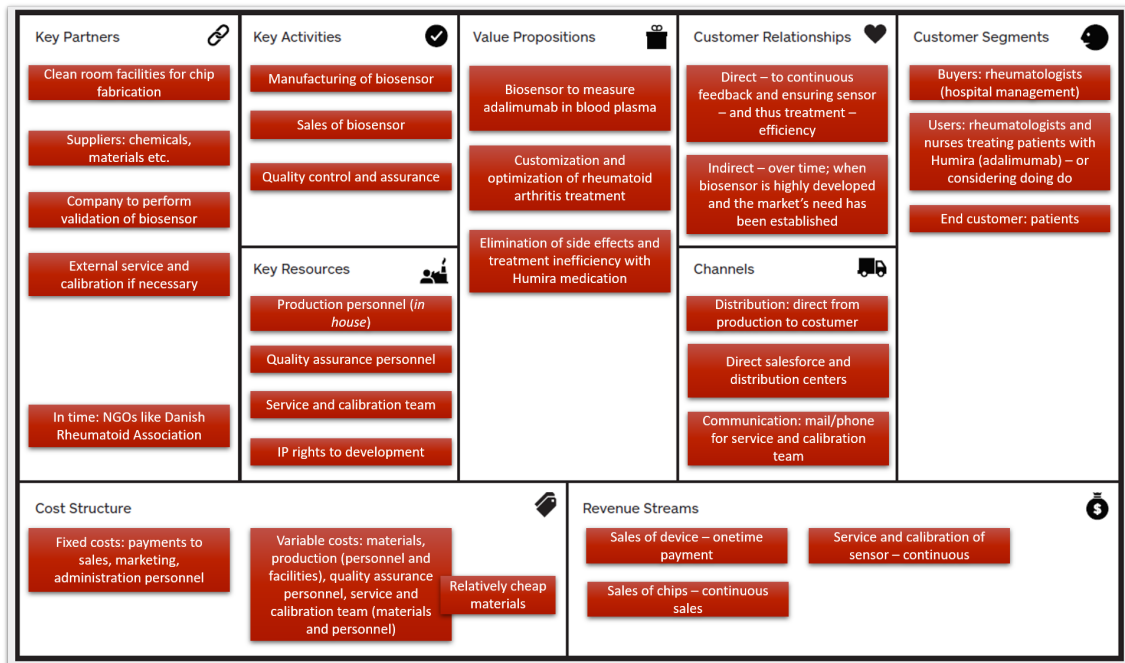 Key Partners
Clean room facilities for chip
fabrication
Suppliers: chemicals,
materials etc.
Company to perform
validation of biosensor
External service and
calibration if necessary
In time: NGOs like Danish
Rheumatoid Association
Key Activities
Manufacturing of biosensor
Sales of biosensor
Quality control and assurance
Key Resources
Production personnel (in
house)
Quality assurance personnel
Service and calibration team
IP rights to development
Value Propositions
Biosensor to measure
adalimumab in blood plasma
Customization and
optimization of rheumatoid
arthritis treatment
Elimination of side effects and
treatment inefficiency with
Humira medication
Customer Relationships
Direct – to continuous
feedback and ensuring sensor
– and thus treatment –
efficiency
Indirect – over time; when
biosensor is highly developed
and the market's need has
been established
Channels
Distribution: direct from
production to costumer
Direct salesforce and
distribution centers
Communication: mail/phone
for service and calibration
team
Customer Segments
Buyers: rheumatologists
(hospital management)
Users: rheumatologists and
nurses treating patients with
Humira (adalimumab) – or
considering doing do
End customer: patients
Cost Structure
Fixed costs: payments to
sales, marketing,
administration personnel
Variable costs: materials,
production (personnel and
facilities), quality assurance
personnel, service and
calibration team (materials
and personnel)
Relatively cheap
materials
Revenue Streams
$
Sales of device – onetime
payment
Service and calibration of
sensor – continuous
Sales of chips – continuous
sales